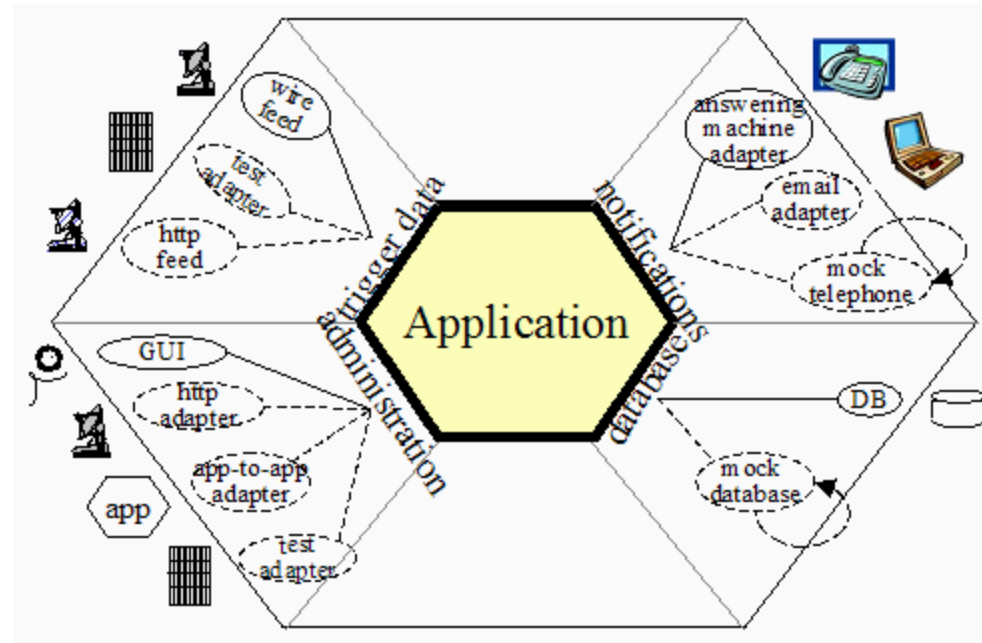 wire
feed
test
adapter
http
feed
trigger data
answering
machine
adapter
email
adapter
mock
telephone
notifications
Application
GUI
http
adapter
app-to-app
adapter
test
adapter
administration
app
database
DB
mock
database